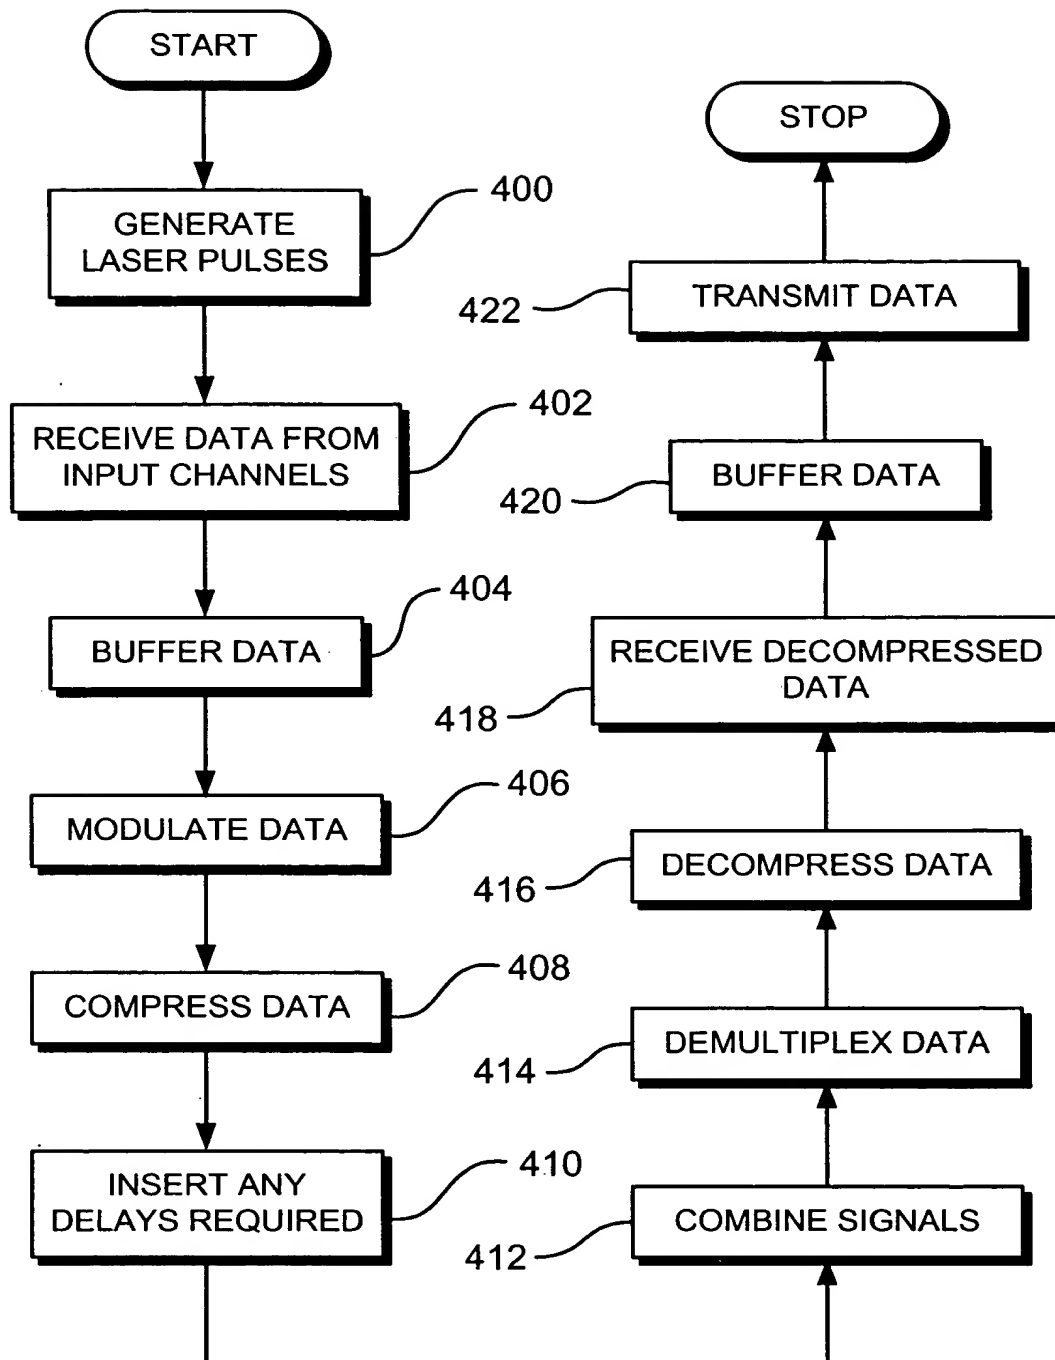 START
GENERATE
LASER PULSES
400
RECEIVE DATA FROM
INPUT CHANNELS
402
BUFFER DATA
404
MODULATE DATA
406
COMPRESS DATA
408
INSERT ANY
DELAYS REQUIRED
410
COMBINE SIGNALS
412
DEMULTIPLEX DATA
414
DECOMPRESS DATA
416
RECEIVE DECOMPRESSED
DATA
418
BUFFER DATA
420
TRANSMIT DATA
422
STOP